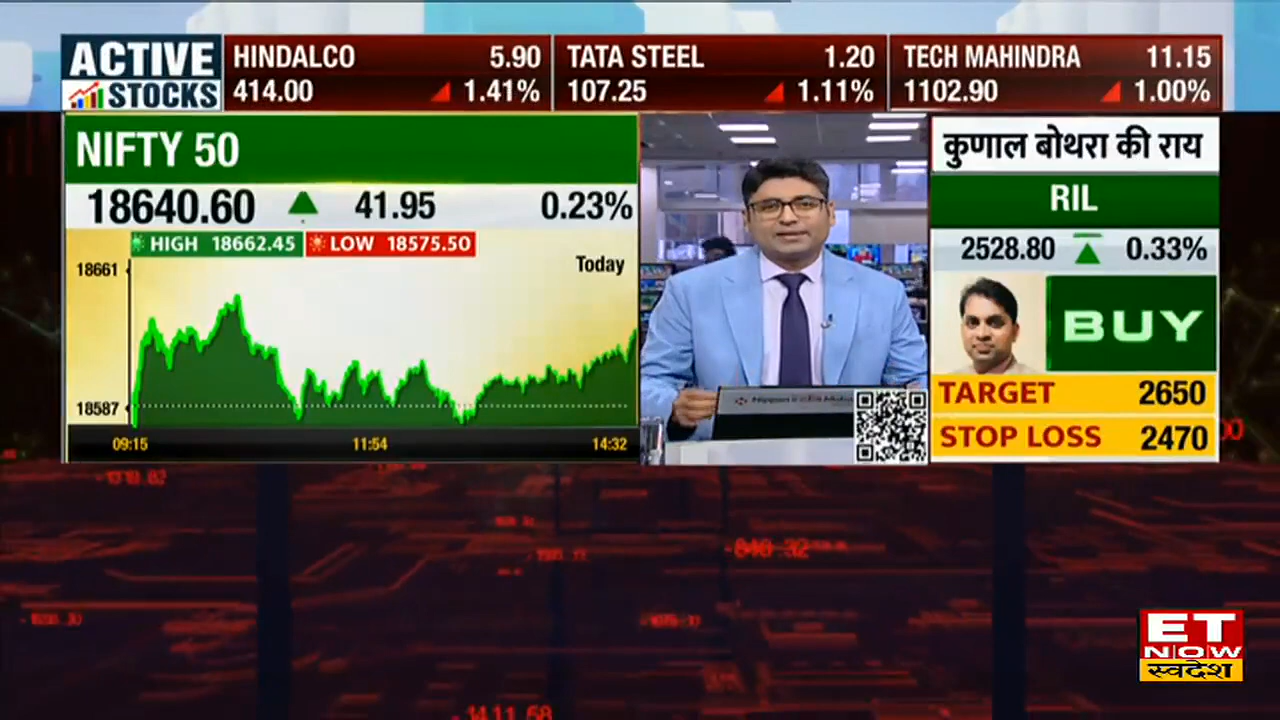 ACTIVE
STOCKS
HINDALCO 5.90
414.00 1.41%
TATA STEEL 1.20
107.25 1.11%
TECH MAHINDRA 11.15
1102.90 1.00%
NIFTY 50
18640.60 41.95 0.23%
HIGH 18662.45 LOW 18575.50
Today
18661
18587
09:15 11:54 14:32
कुणाल बोथरा की राय
RIL
2528.80 0.33%
BUY
TARGET 2650
STOP LOSS 2470
ET
NOW
स्वदेश